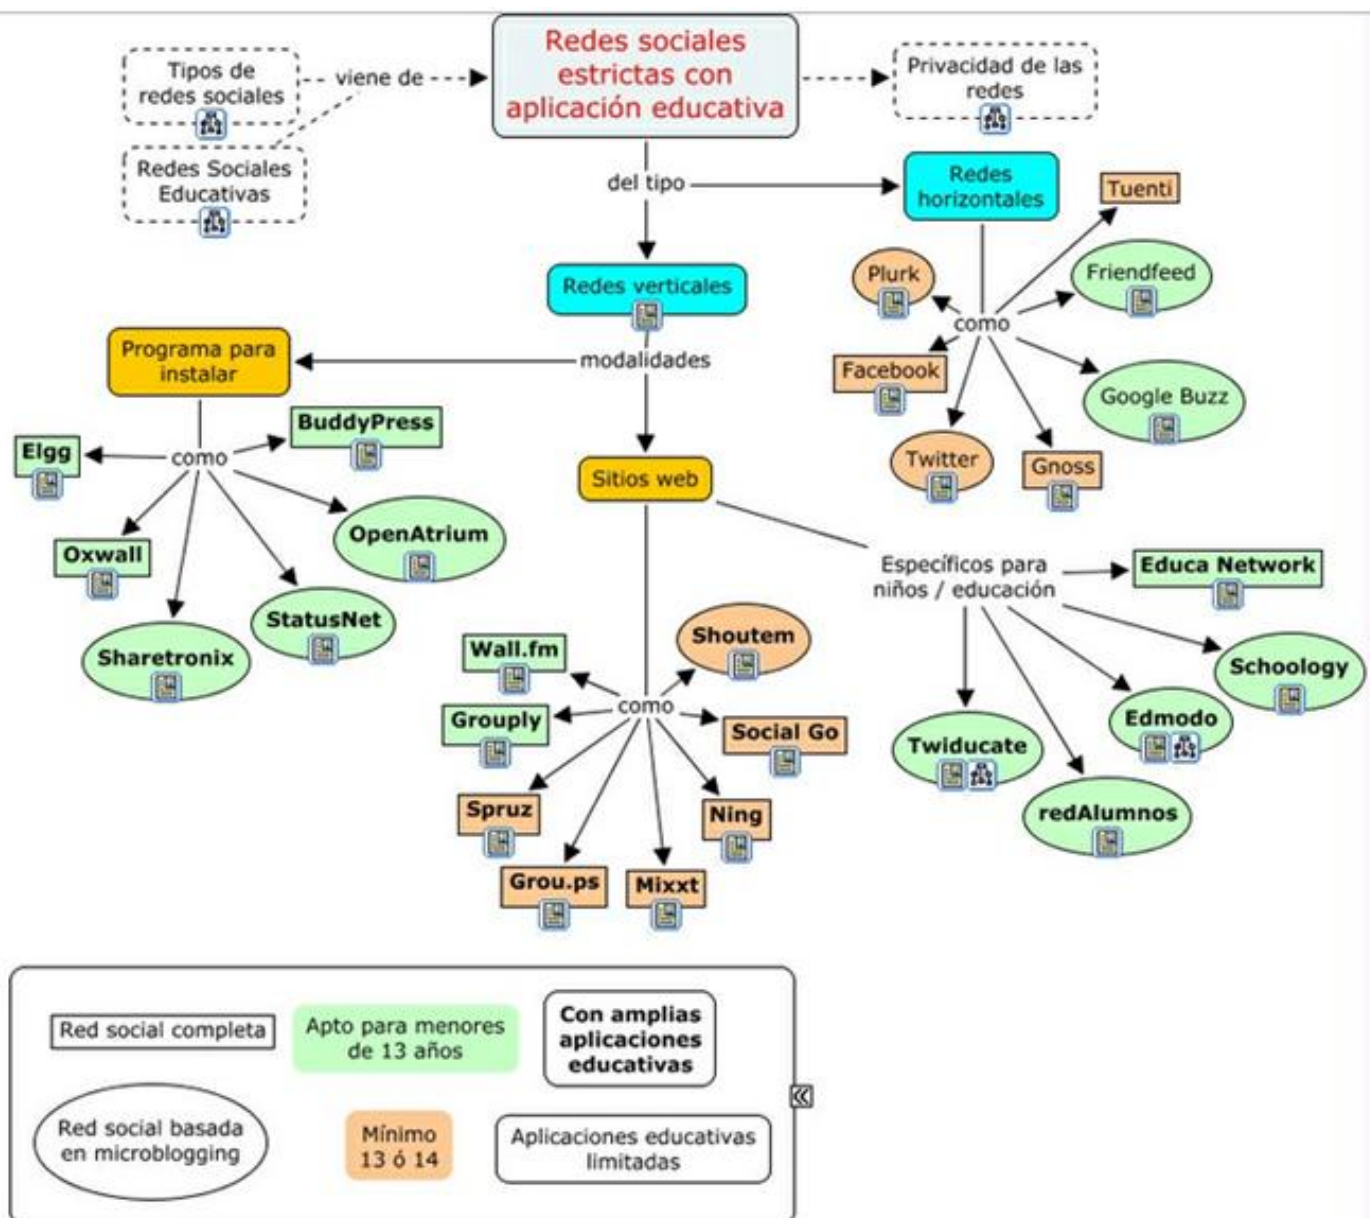 Redes sociales
estrictas con
aplicación educativa
Tipos de
redes sociales
viene de
Redes Sociales
Educativas
Privacidad de las
redes
del tipo
Redes
horizontales
Tuenti
Plurk
Friendfeed
como
Facebook
Google Buzz
Twitter
Gnoss
Redes verticales
modalidades
Programa para
instalar
BuddyPress
Elgg
como
OpenAtrium
Oxwall
StatusNet
Sharetronix
Sitios web
Específicos para
niños / educación
Educa Network
Schoology
Edmodo
Twiducate
redAlumnos
Shoutem
Wall.fm
como
Grouply
Social Go
Spruz
Ning
Grou.ps
Mixxt
Red social completa
Apto para menores
de 13 años
Con amplias
aplicaciones
educativas
Red social basada
en microblogging
Mínimo
13 ó 14
Aplicaciones educativas
limitadas